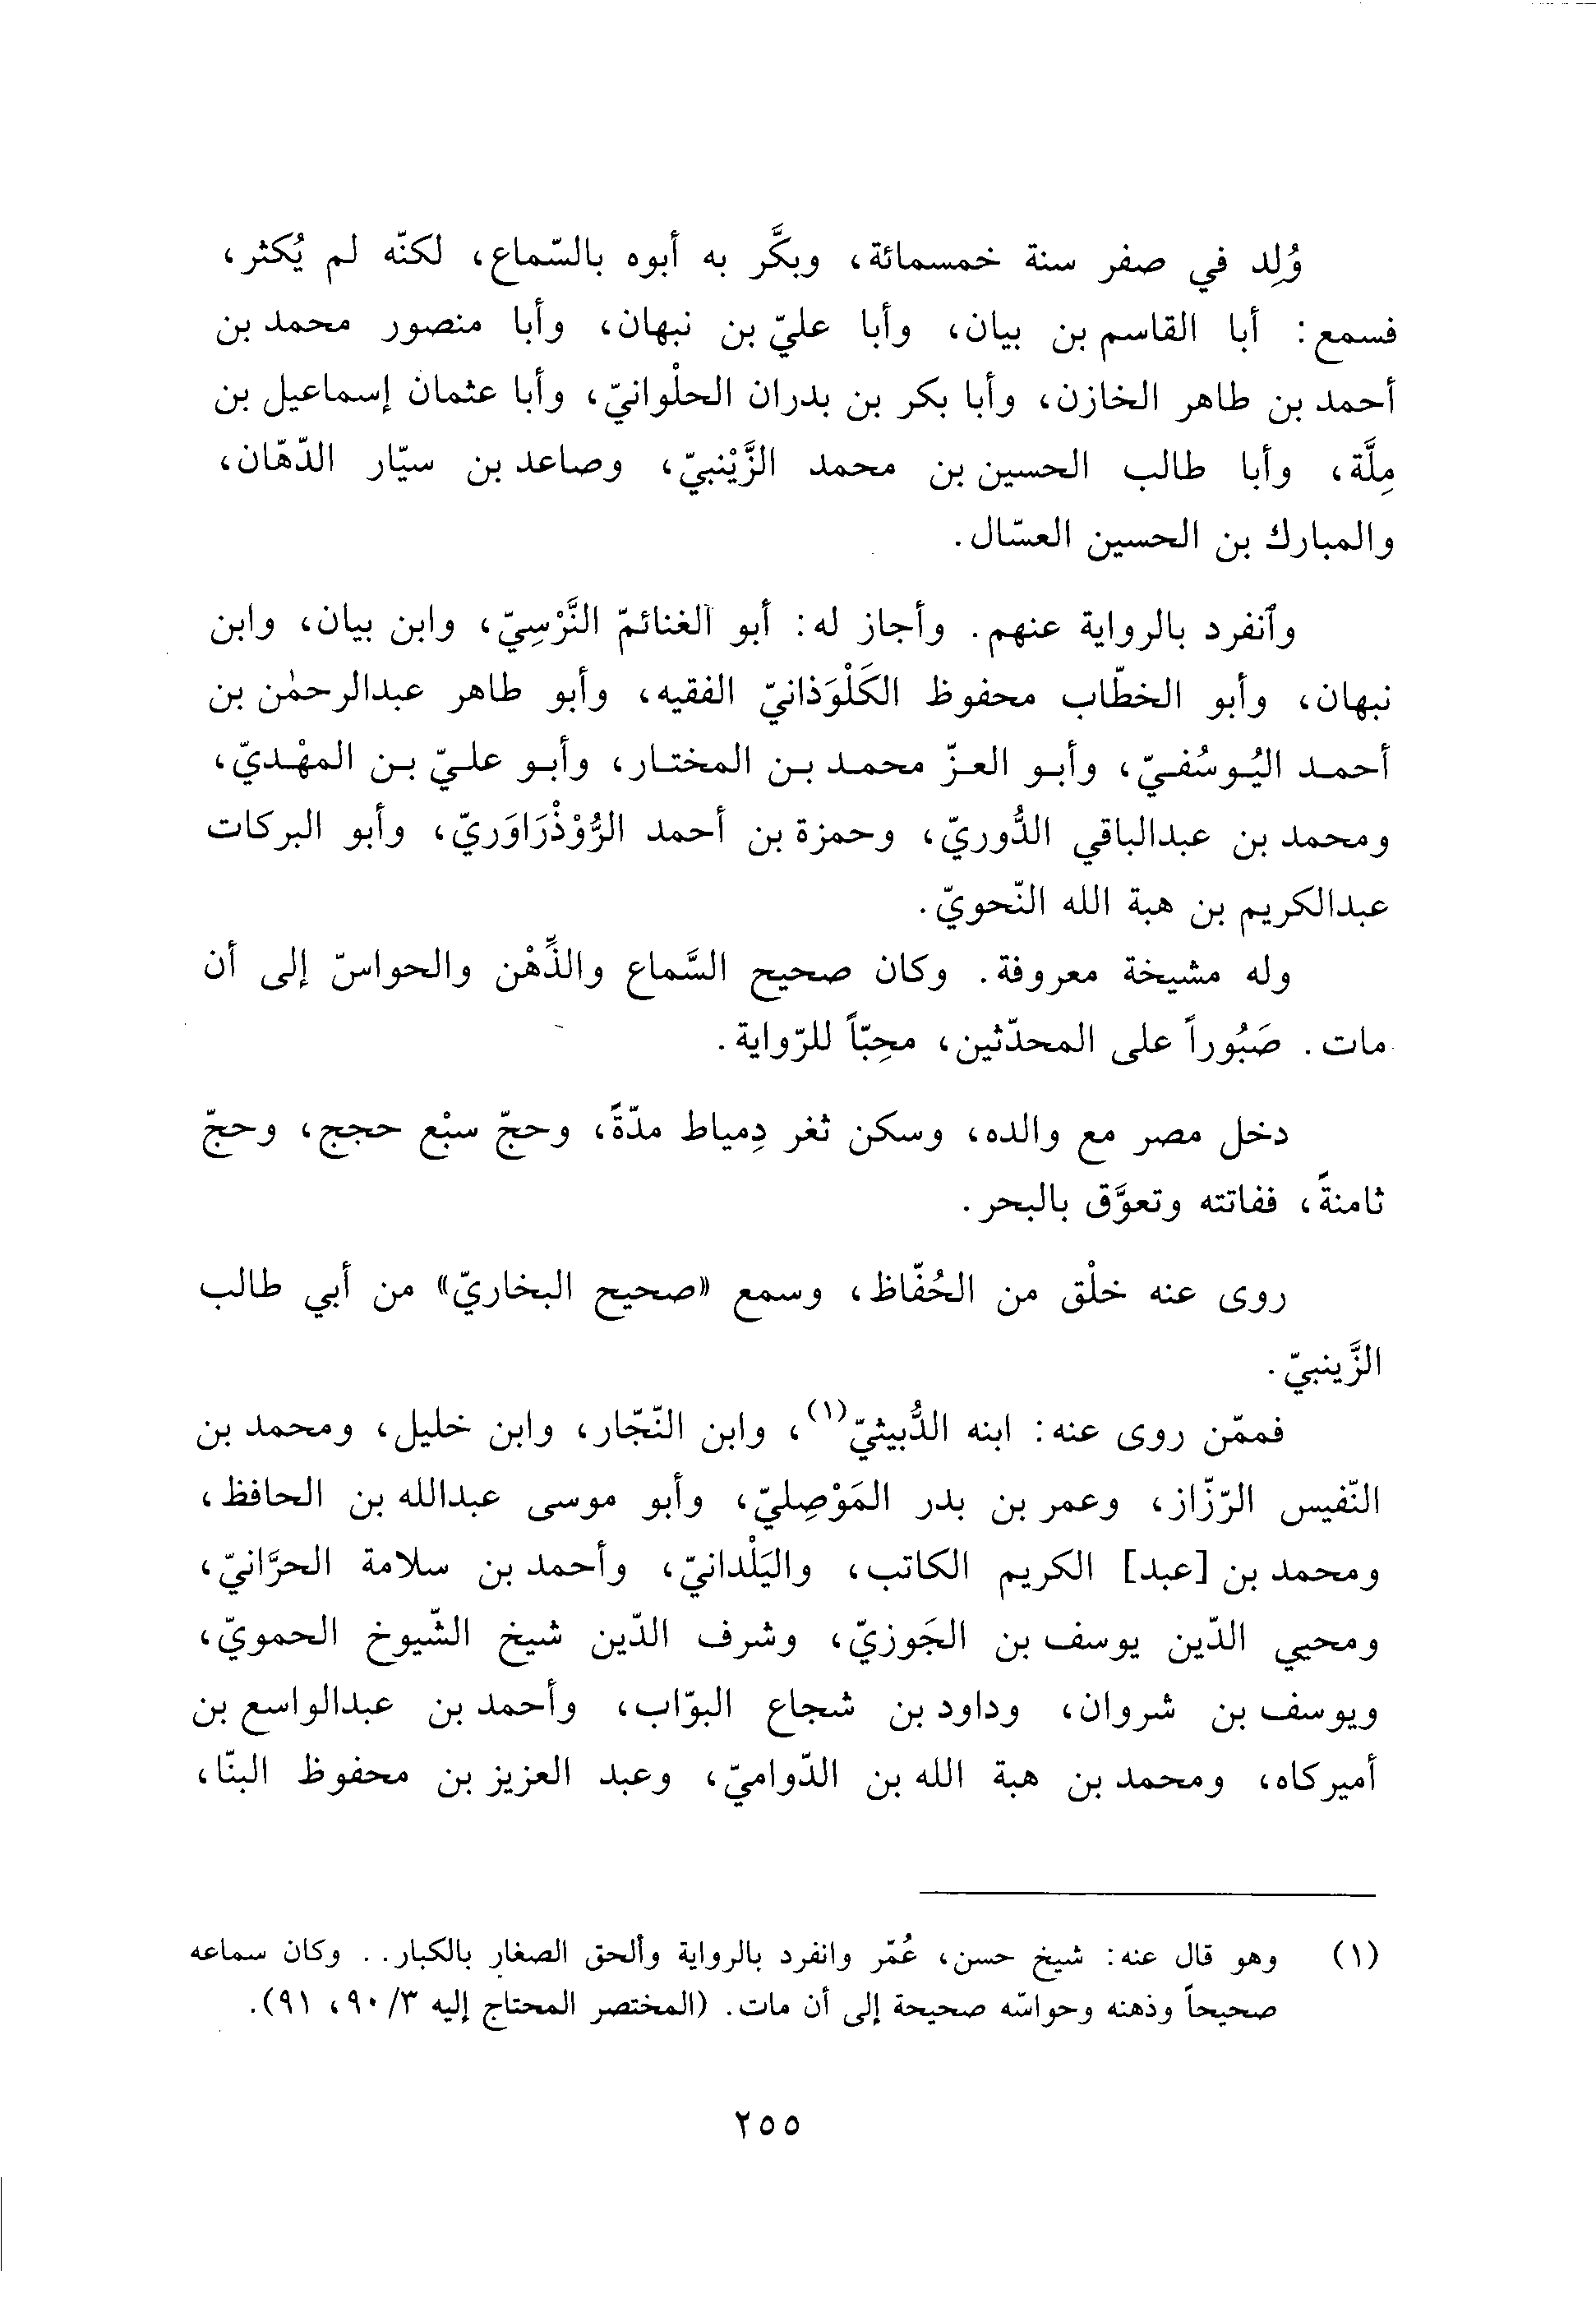 وُلِد في صفر سنة خمسمائة، وبكَّر به أبوه بالسّماع، لكنّه لم يُكثر،
فسمع: أبا القاسم بن بيان، وأبا عليّ بن نبهان، وأبا منصور محمد بن
أحمد بن طاهر الخازن، وأبا بكر بن بدران الحلْوانيّ، وأبا عثمان إسماعيل بن
مِلَّة، وأبا طالب الحسين بن محمد الزَّيْنبيّ، وصاعد بن سيّار الدّهّان،
والمبارك بن الحسين العسّال.
وٱنفرد بالرواية عنهم. وأجاز له: أبو الغنائمّ النَّرْسِيّ، وابن بيان، وابن
نبهان، وأبو الخطّاب محفوظ الكَلْوَذانيّ الفقيه، وأبو طاهر عبدالرحمٰن بن
أحمد اليُوسُفيّ، وأبو العزّ محمد بن المختار، وأبو عليّ بن المهْديّ،
ومحمد بن عبدالباقي الدُّوريّ، وحمزة بن أحمد الرُّوْذْرَاوَريّ، وأبو البركات
عبدالكريم بن هبة الله النّحويّ.
وله مشيخة معروفة. وكان صحيح السَّماع والذِّهْن والحواسّ إلى أن
مات. صَبُوراً على المحدّثين، محِبّاً للرّواية.
دخل مصر مع والده، وسكن ثغر دِمياط مدّةً، وحجّ سبْع حجج، وحجّ
ثامنةً، ففاتته وتعوَّق بالبحر.
روى عنه خلْق من الحُفّاظ، وسمع «صحيح البخاريّ» من أبي طالب
الزَّينبيّ.
فممّن روى عنه: ابنه الدُّبيثيّ(١)، وابن النّجّار، وابن خليل، ومحمد بن
النّفيس الرّزّاز، وعمر بن بدر المَوْصِليّ، وأبو موسى عبدالله بن الحافظ،
ومحمد بن [عبد] الكريم الكاتب، واليَلْدانيّ، وأحمد بن سلامة الحرَّانيّ،
ومحيي الدّين يوسف بن الجَوزيّ، وشرف الدّين شيخ الشّيوخ الحمويّ،
ويوسف بن شروان، وداود بن شجاع البوّاب، وأحمد بن عبدالواسع بن
أميركاه، ومحمد بن هبة الله بن الدّواميّ، وعبد العزيز بن محفوظ البنّا،
(١) وهو قال عنه: شيخ حسن، عُمّر وانفرد بالرواية وألحق الصغار بالكبار.. وكان سماعه
صحيحاً وذهنه وحواسّه صحيحة إلى أن مات. (المختصر المحتاج إليه ٣/ ٩٠، ٩١).
٢٥٥